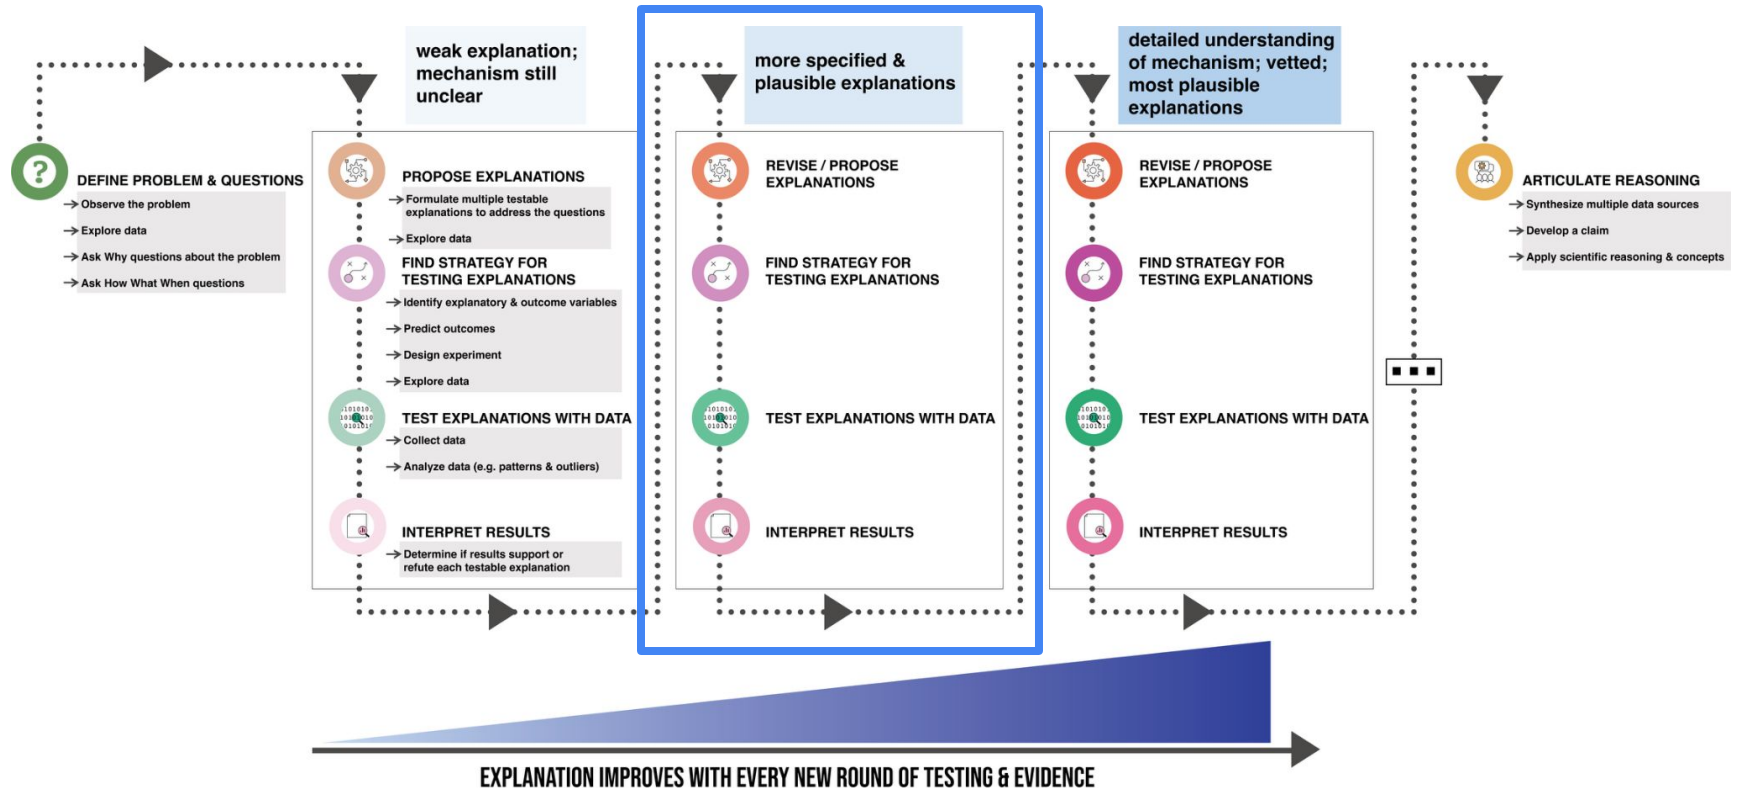 ?
DEFINE PROBLEM & QUESTIONS
Observe the problem
Explore data
Ask Why questions about the problem
Ask How What When questions
weak explanation;
mechanism still
unclear
PROPOSE EXPLANATIONS
Formulate multiple testable
explanations to address the questions
Explore data
FIND STRATEGY FOR
TESTING EXPLANATIONS
Identify explanatory & outcome variables
Predict outcomes
Design experiment
Explore data
TEST EXPLANATIONS WITH DATA
Collect data
Analyze data (e.g. patterns & outliers)
INTERPRET RESULTS
Determine if results support or
refute each testable explanation
more specified &
plausible explanations
REVISE / PROPOSE
EXPLANATIONS
FIND STRATEGY FOR
TESTING EXPLANATIONS
TEST EXPLANATIONS WITH DATA
INTERPRET RESULTS
detailed understanding
of mechanism; vetted;
most plausible
explanations
REVISE / PROPOSE
EXPLANATIONS
FIND STRATEGY FOR
TESTING EXPLANATIONS
TEST EXPLANATIONS WITH DATA
INTERPRET RESULTS
ARTICULATE REASONING
Synthesize multiple data sources
Develop a claim
Apply scientific reasoning & concepts
EXPLANATION IMPROVES WITH EVERY NEW ROUND OF TESTING & EVIDENCE